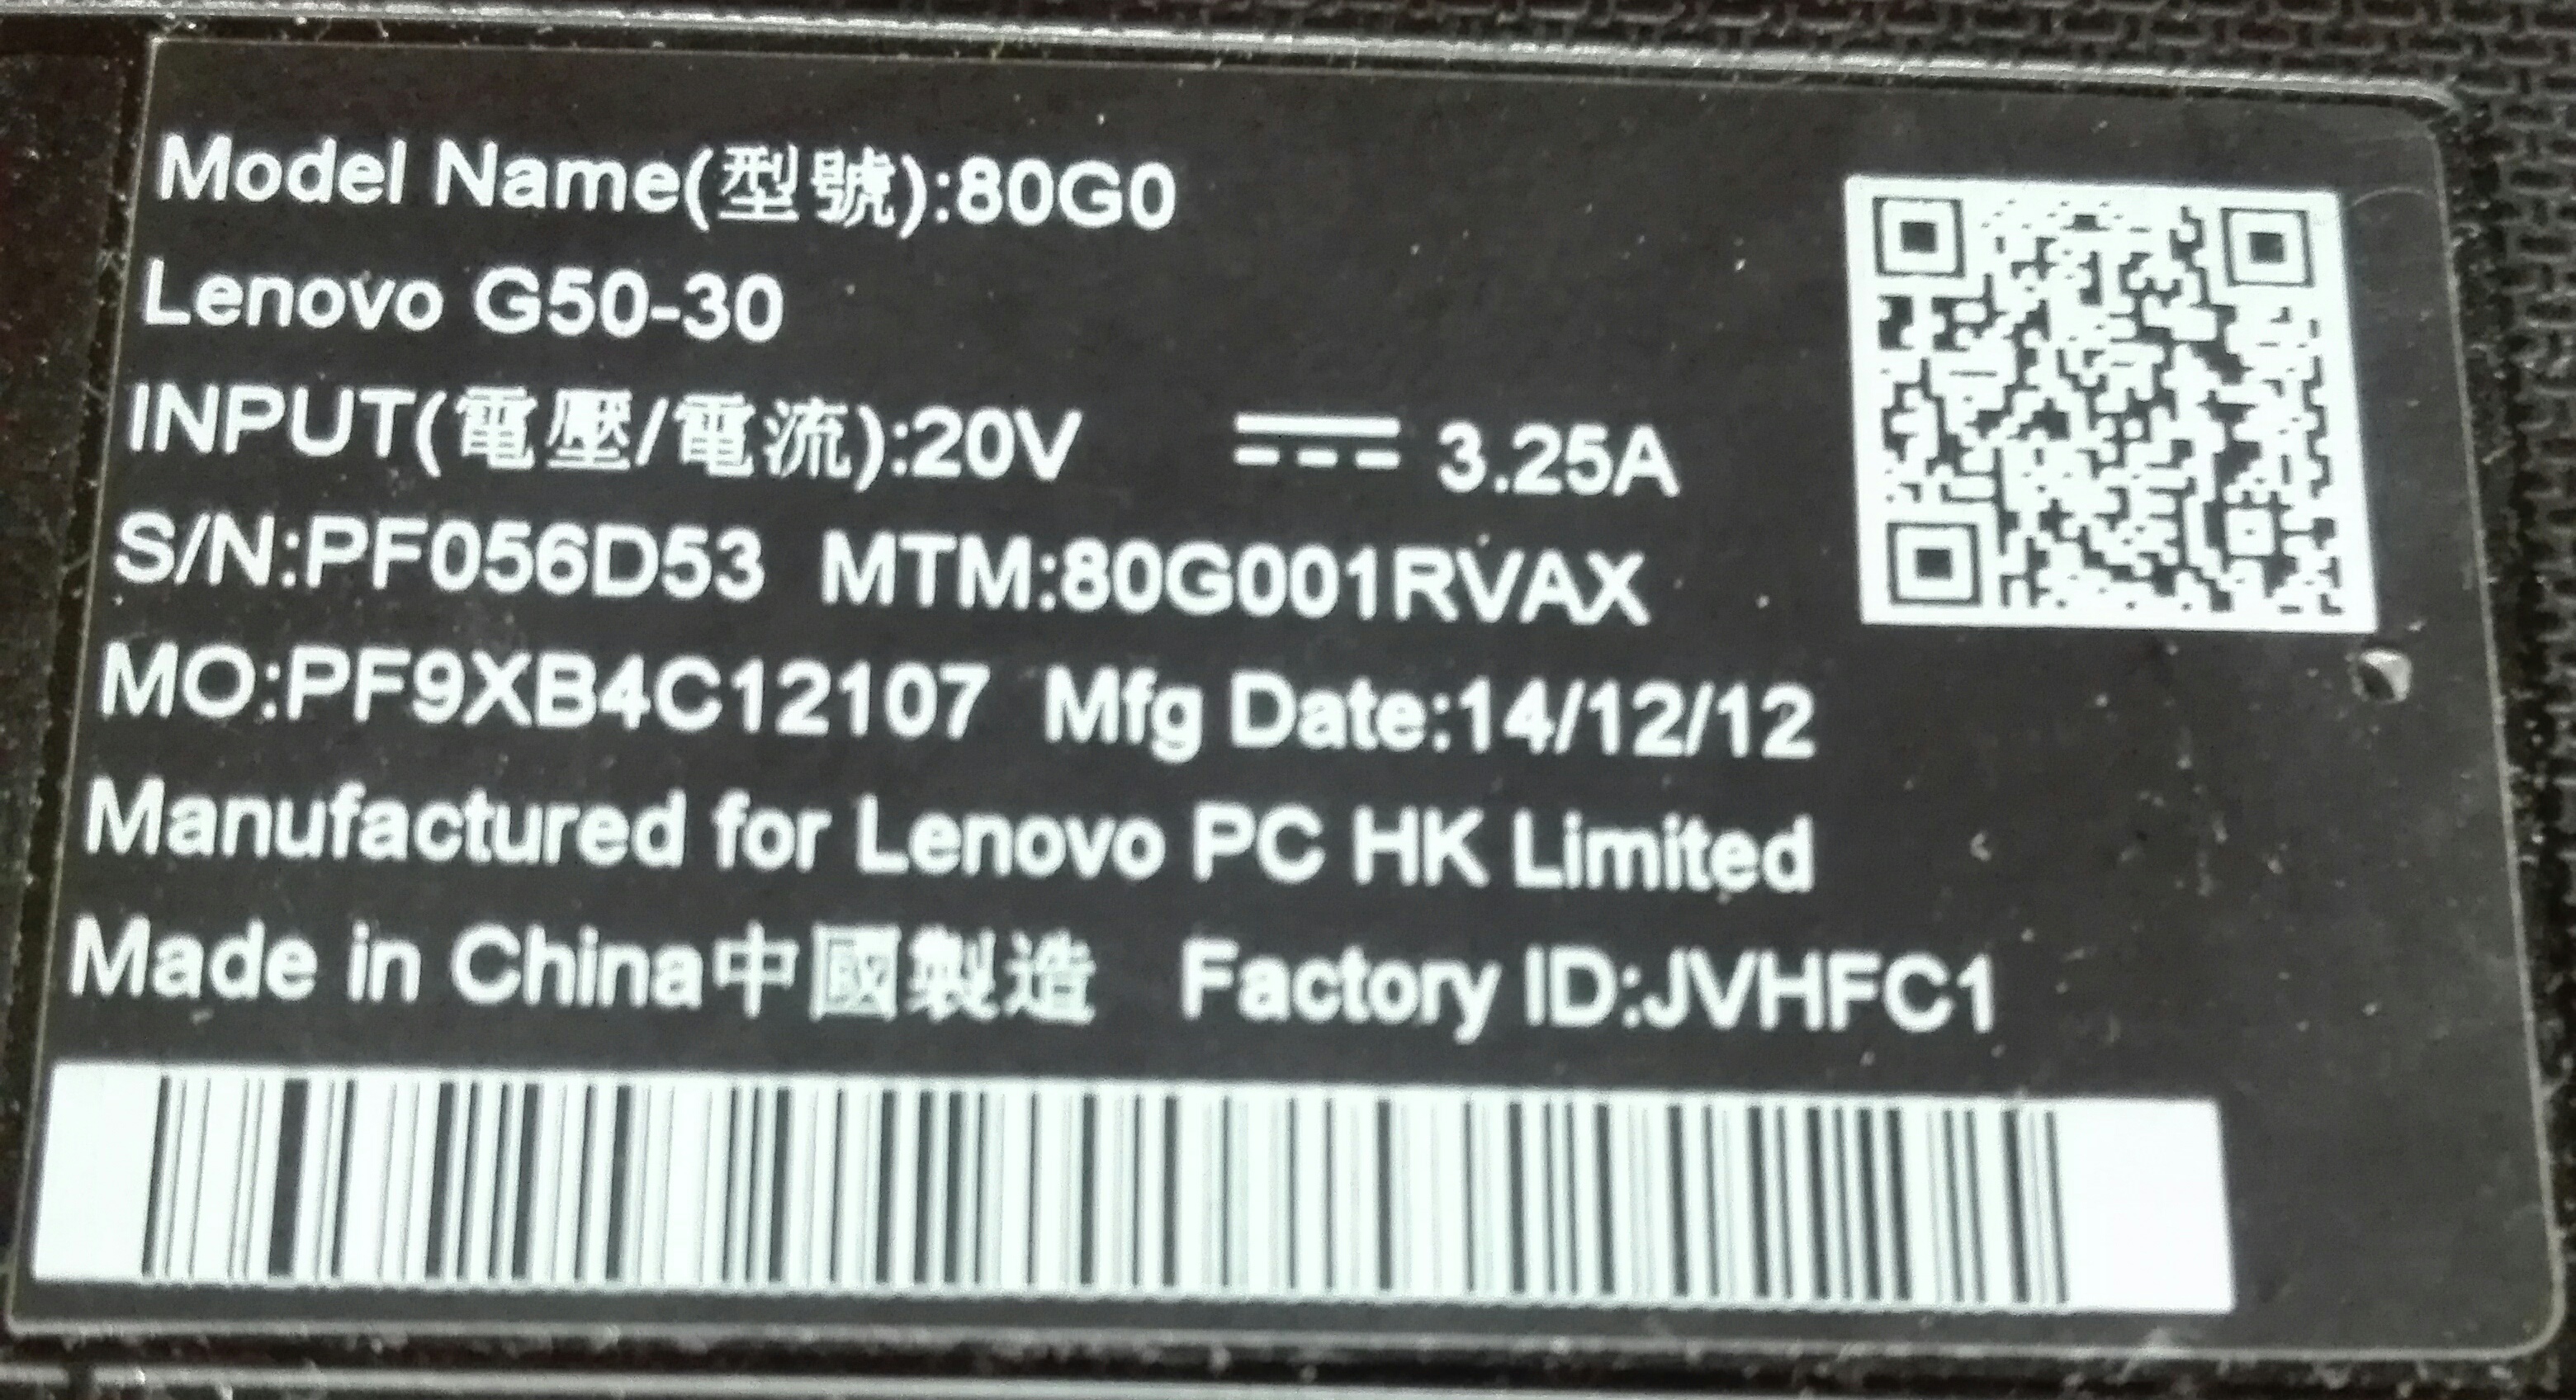 Model Name(型號):80G0
Lenovo G50-30
INPUT(電壓/電流):20V ⎓ 3.25A
S/N:PF056D53 MTM:80G001RVAX
MO:PF9XB4C12107 Mfg Date:14/12/12
Manufactured for Lenovo PC HK Limited
Made in China中國製造 Factory ID:JVHFC1